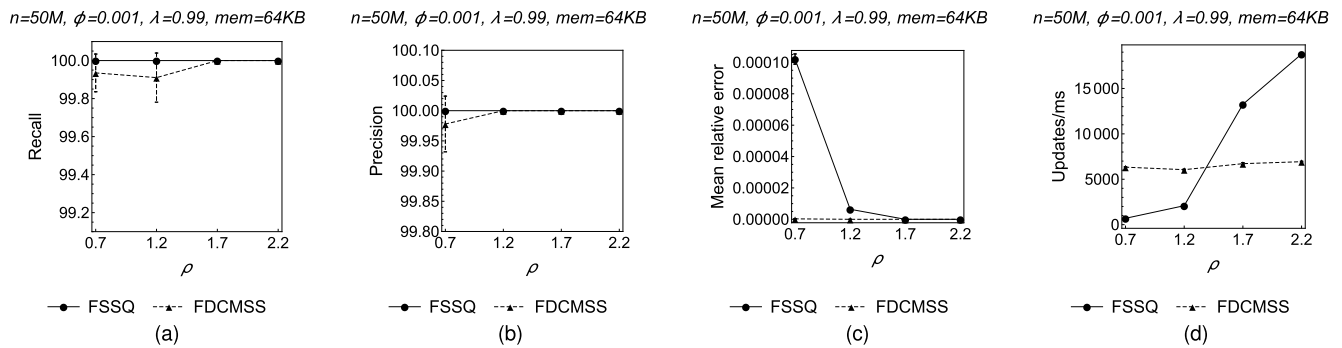 n=50M, ϕ=0.001, λ=0.99, mem=64KB
Recall
100.0
99.8
99.6
99.4
99.2
0.7 1.2 1.7 2.2
ρ
FSSQ FDCMSS
(a)
n=50M, ϕ=0.001, λ=0.99, mem=64KB
Precision
100.10
100.05
100.00
99.95
99.90
99.85
99.80
0.7 1.2 1.7 2.2
ρ
FSSQ FDCMSS
(b)
n=50M, ϕ=0.001, λ=0.99, mem=64KB
Mean relative error
0.00010
0.00008
0.00006
0.00004
0.00002
0.00000
0.7 1.2 1.7 2.2
ρ
FSSQ FDCMSS
(c)
n=50M, ϕ=0.001, λ=0.99, mem=64KB
Updates/ms
15 000
10 000
5000
0
0.7 1.2 1.7 2.2
ρ
FSSQ FDCMSS
(d)